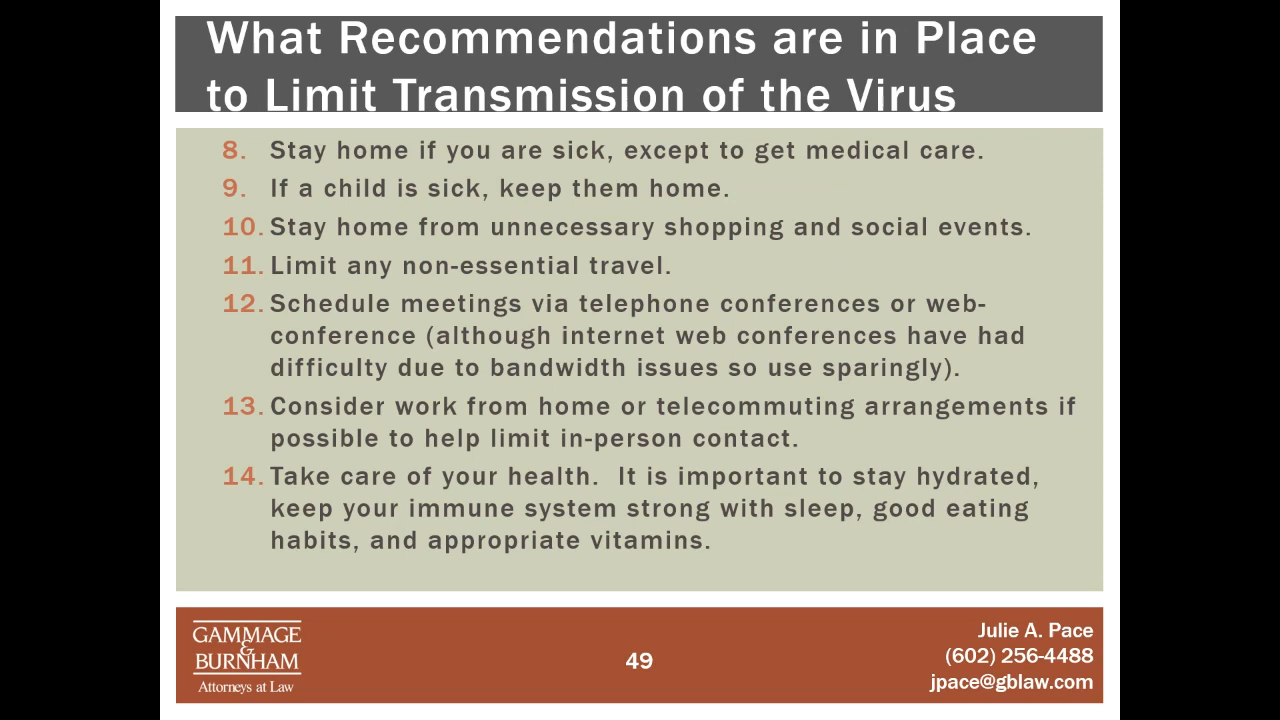 What Recommendations are in Place
to Limit Transmission of the Virus
8. Stay home if you are sick, except to get medical care.
9. If a child is sick, keep them home.
10. Stay home from unnecessary shopping and social events.
11. Limit any non-essential travel.
12. Schedule meetings via telephone conferences or web-
conference (although internet web conferences have had
difficulty due to bandwidth issues so use sparingly).
13. Consider work from home or telecommuting arrangements if
possible to help limit in-person contact.
14. Take care of your health.  It is important to stay hydrated,
keep your immune system strong with sleep, good eating
habits, and appropriate vitamins.
GAMMAGE
&
BURNHAM
Attorneys at Law
49
Julie A. Pace
(602) 256-4488
jpace@gblaw.com